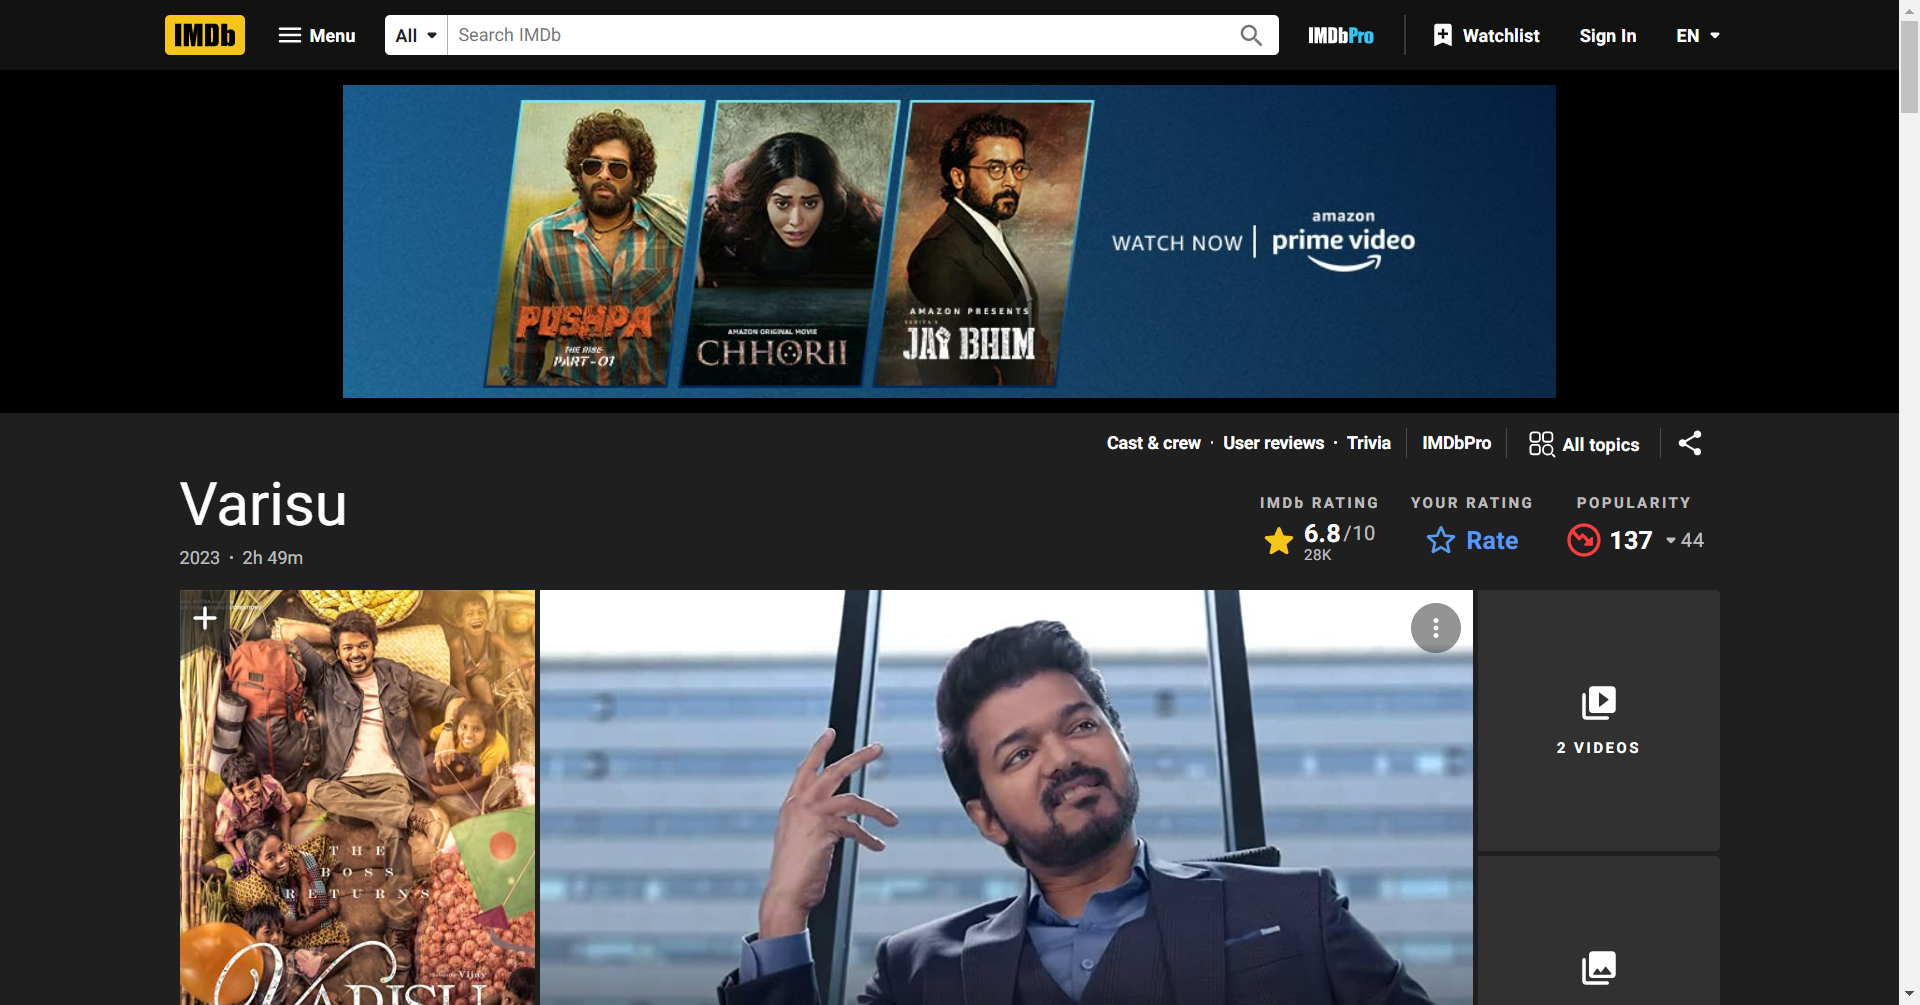 IMDb
Menu
All
Search IMDb
IMDbPro
Watchlist
Sign In
EN
PUSHPA
THE RISE
PART-01
AMAZON ORIGINAL MOVIE
CHHORII
AMAZON PRESENTS
JAI BHIM
WATCH NOW
amazon
prime video
Cast & crew · User reviews · Trivia
IMDbPro
All topics
Varisu
2023 · 2h 49m
IMDb RATING
6.8/10
28K
YOUR RATING
Rate
POPULARITY
137
44
THE
BOSS
RETURNS
Vijay
VARISU
2 VIDEOS